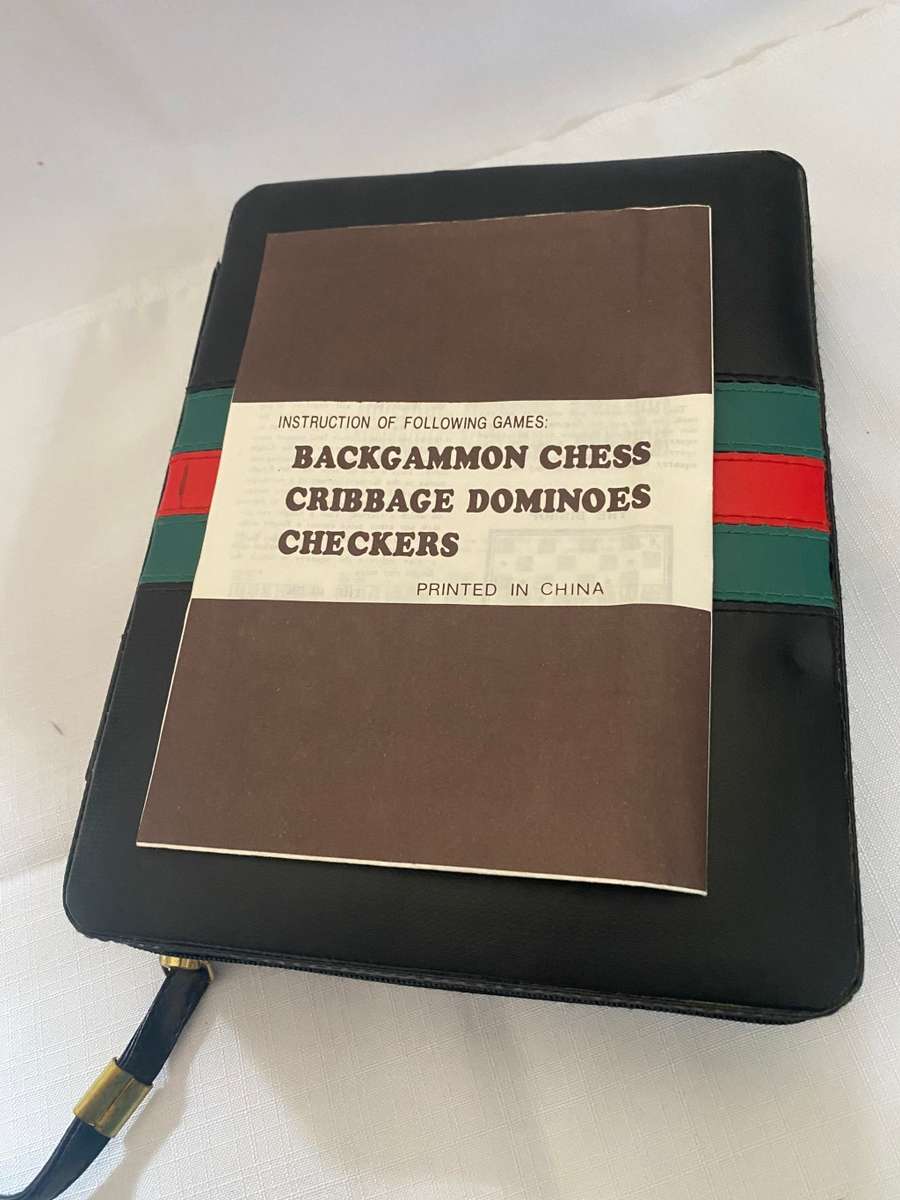 INSTRUCTION OF FOLLOWING GAMES:
BACKGAMMON CHESS
CRIBBAGE DOMINOES
CHECKERS
PRINTED IN CHINA